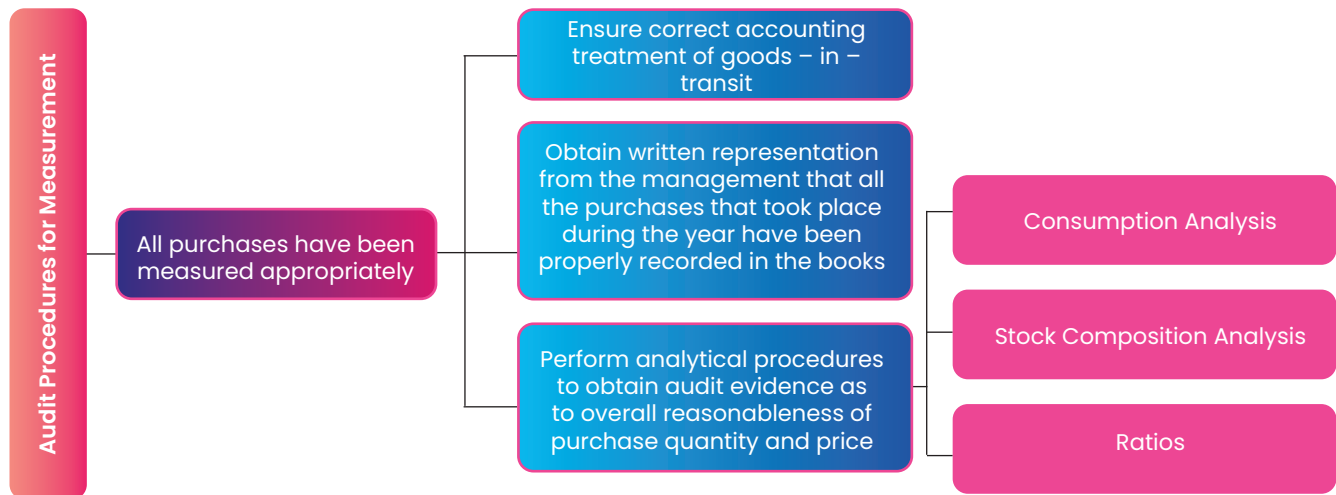 Audit Procedures for Measurement
All purchases have been
measured appropriately
Ensure correct accounting
treatment of goods – in –
transit
Obtain written representation
from the management that all
the purchases that took place
during the year have been
properly recorded in the books
Perform analytical procedures
to obtain audit evidence as
to overall reasonableness of
purchase quantity and price
Consumption Analysis
Stock Composition Analysis
Ratios